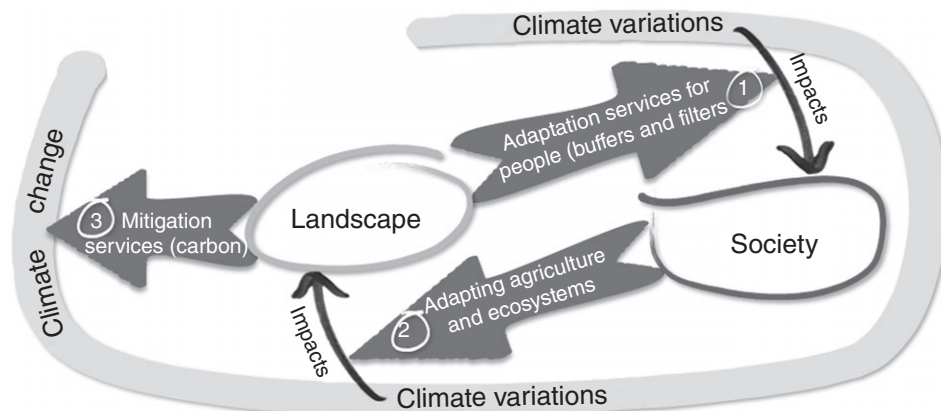 Climate variations
Impacts
1
Adaptation services for
people (buffers and filters
Climate change
3
Mitigation
services (carbon)
Landscape
Society
Adapting agriculture
and ecosystems
2
Impacts
Climate variations